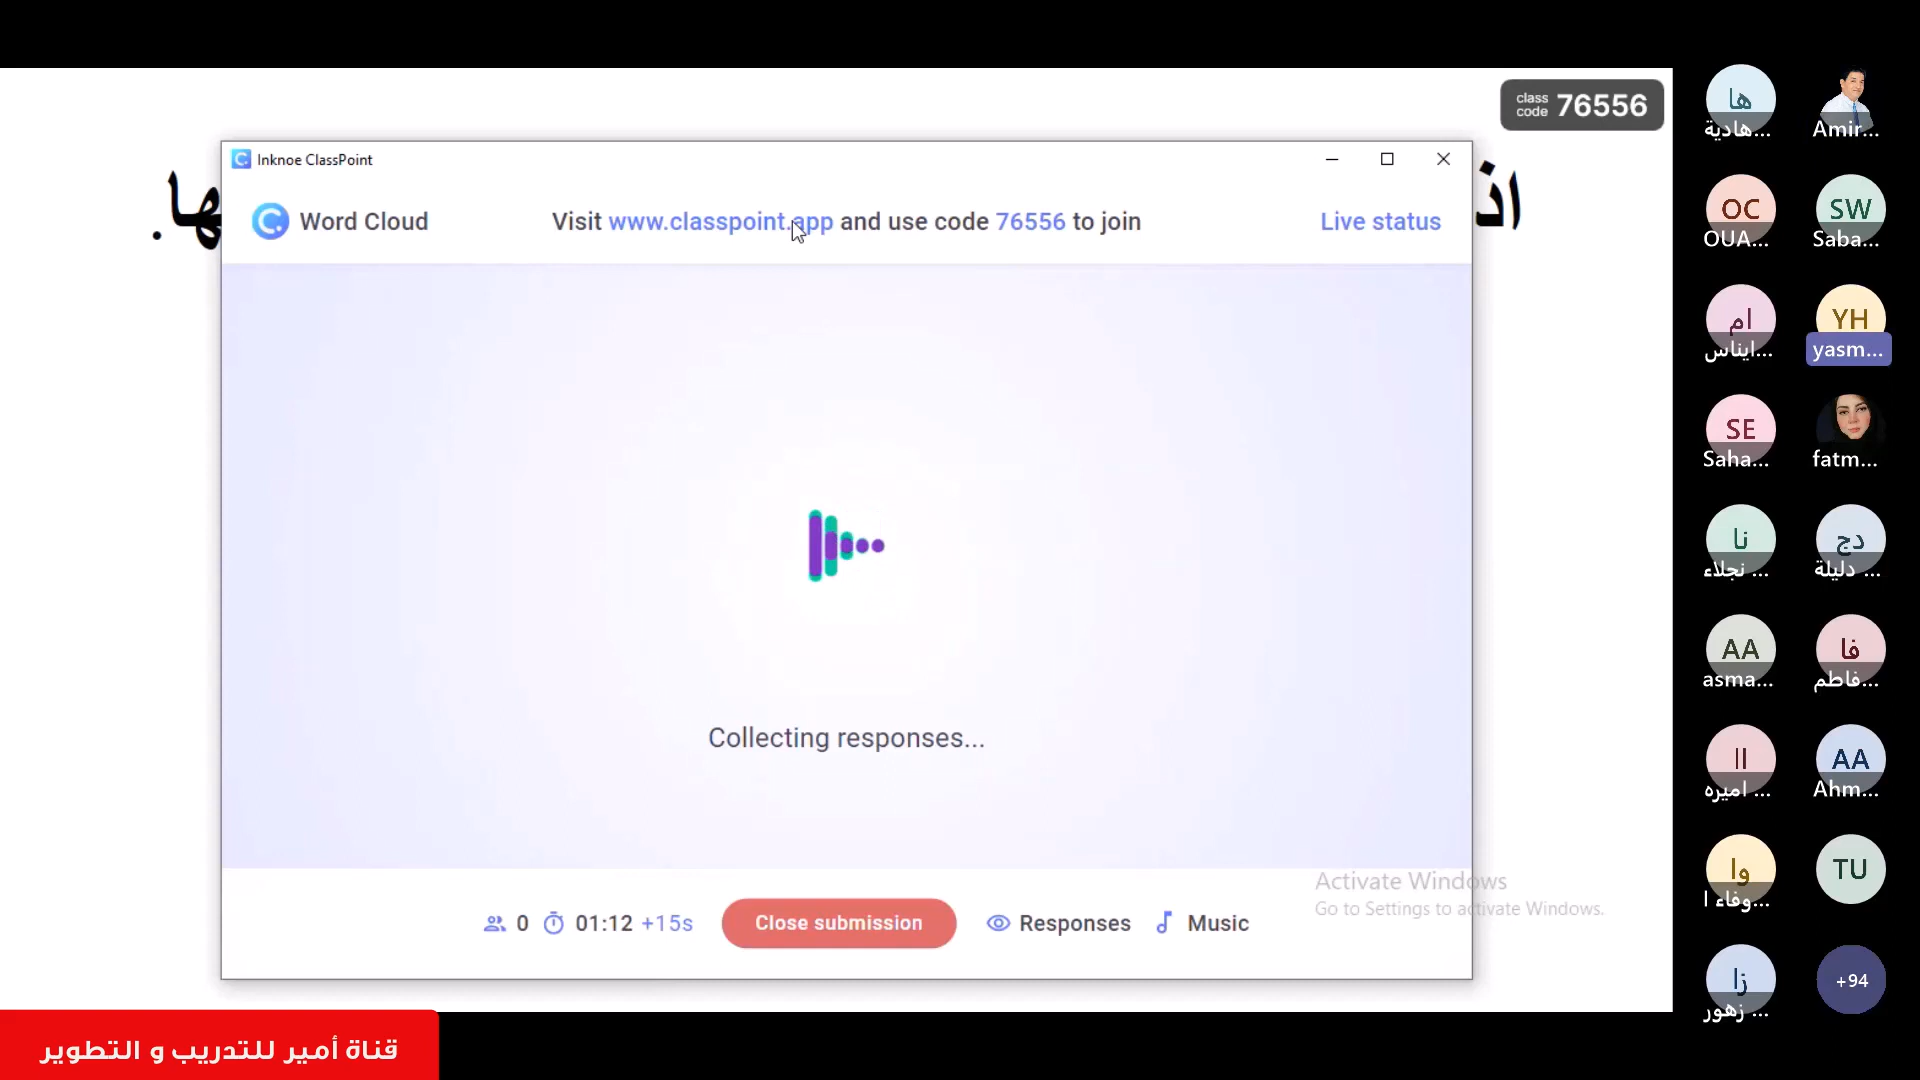 class code 76556
Inknoe ClassPoint
Word Cloud
Visit www.classpoint.app and use code 76556 to join
Live status
Collecting responses...
0
01:12 +15s
Close submission
Responses
Music
Activate Windows
Go to Settings to activate Windows.
قناة أمير للتدريب و التطوير
ها
هادية...
Amir...
OC
OUA...
SW
Saba...
ام
ايناس...
YH
yasm...
SE
Saha...
fatm...
نا
نجلاء ...
دج
دليلة ...
AA
asma...
فا
فاطم...
اا
اميره ...
AA
Ahm...
وا
وفاء ا...
TU
زا
زهور ...
+94